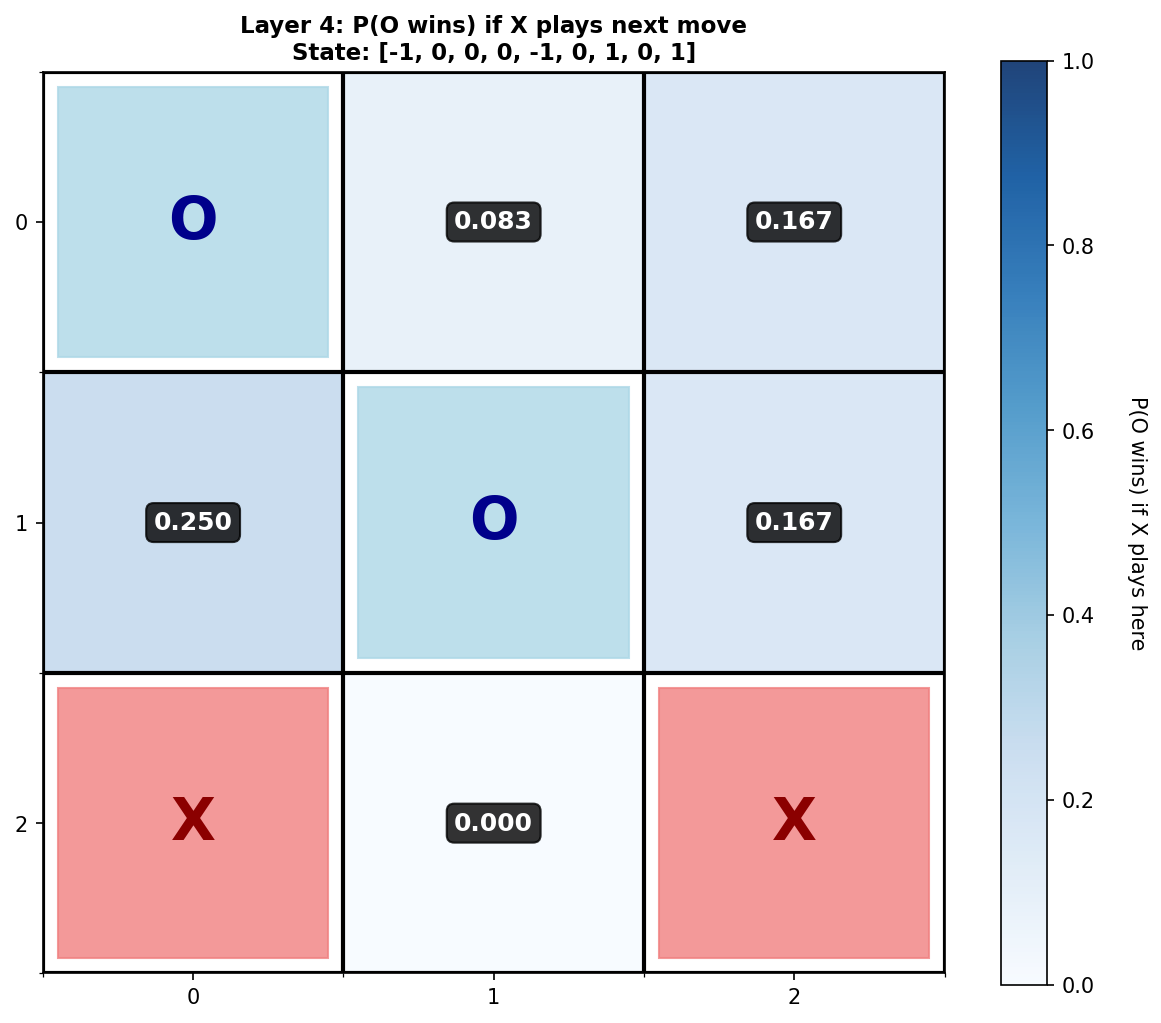 Layer 4: P(O wins) if X plays next move
State: [-1, 0, 0, 0, -1, 0, 1, 0, 1]
0
O
0.083
0.167
1
0.250
O
0.167
2
X
0.000
X
0
1
2
1.0
0.8
0.6
0.4
0.2
0.0
P(O wins) if X plays here